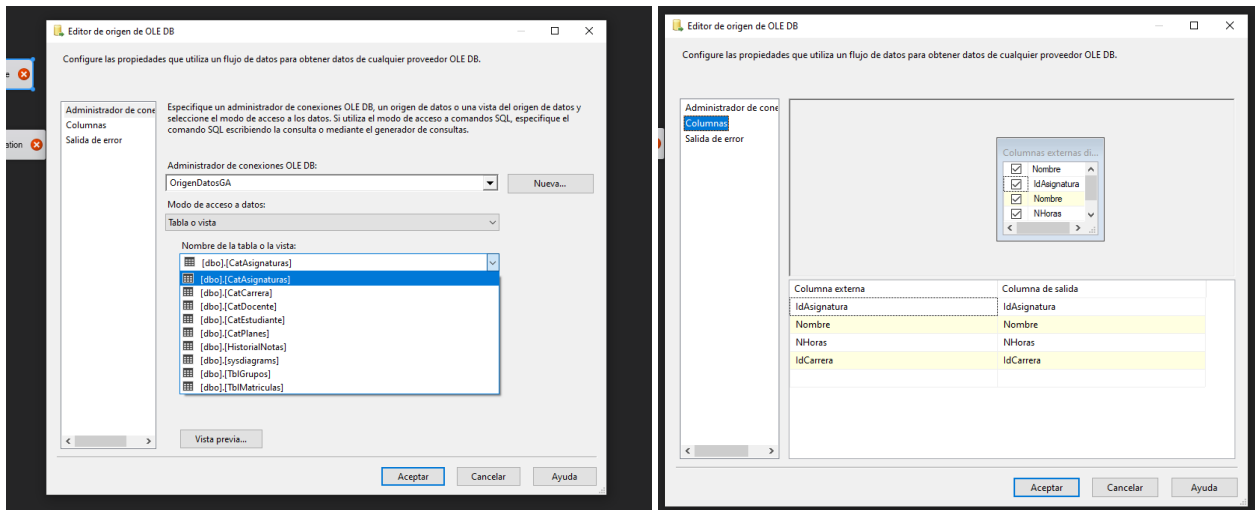 Editor de origen de OLE DB
Configure las propiedades que utiliza un flujo de datos para obtener datos de cualquier proveedor OLE DB.
Administrador de cone
Columnas
Salida de error
Especifique un administrador de conexiones OLE DB, un origen de datos o una vista del origen de datos y
seleccione el modo de acceso a los datos. Si utiliza el modo de acceso a comandos SQL, especifique el
comando SQL escribiendo la consulta o mediante el generador de consultas.
Administrador de conexiones OLE DB:
OrigenDatosGA
Nueva...
Modo de acceso a datos:
Tabla o vista
Nombre de la tabla o la vista:
[dbo].[CatAsignaturas]
[dbo].[CatAsignaturas]
[dbo].[CatCarrera]
[dbo].[CatDocente]
[dbo].[CatEstudiante]
[dbo].[CatPlanes]
[dbo].[HistorialNotas]
[dbo].[sysdiagrams]
[dbo].[TblGrupos]
[dbo].[TblMatriculas]
Vista previa...
Aceptar Cancelar Ayuda
ation
Editor de origen de OLE DB
Configure las propiedades que utiliza un flujo de datos para obtener datos de cualquier proveedor OLE DB.
Administrador de cone
Columnas
Salida de error
Columnas externas di...
Nombre
IdAsignatura
Nombre
NHoras
Columna externa Columna de salida
IdAsignatura IdAsignatura
Nombre Nombre
NHoras NHoras
IdCarrera IdCarrera
Aceptar Cancelar Ayuda